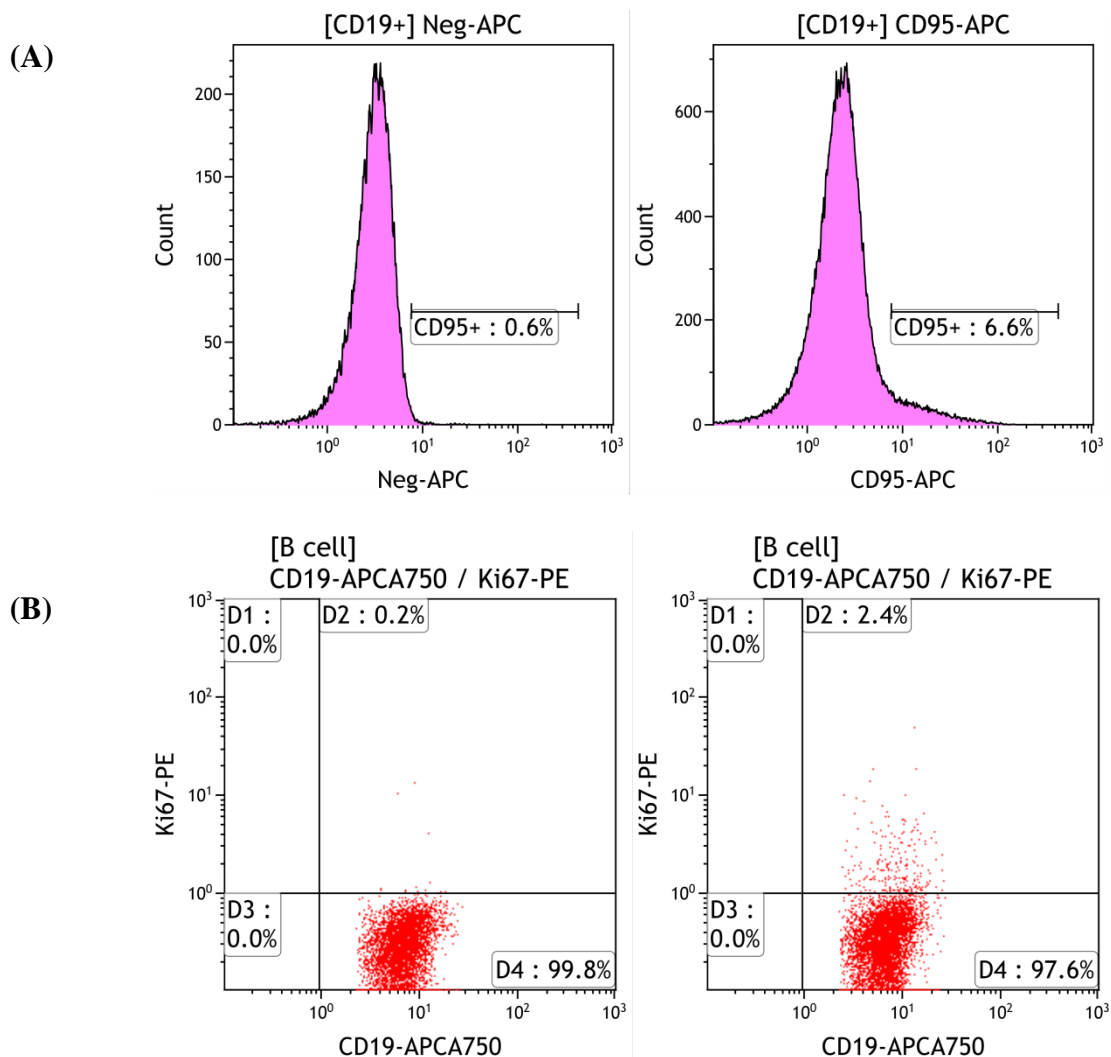 (A)
[CD19+] Neg-APC
Count
200
150
100
50
0
CD95+ : 0.6%
10⁰ 10¹ 10² 10³
Neg-APC
[CD19+] CD95-APC
Count
600
400
200
0
CD95+ : 6.6%
10⁰ 10¹ 10² 10³
CD95-APC
(B)
[B cell]
CD19-APCA750 / Ki67-PE
Ki67-PE
10³
10²
10¹
10⁰
D1 :
0.0%
D2 : 0.2%
D3 :
0.0%
D4 : 99.8%
10⁰ 10¹ 10² 10³
CD19-APCA750
[B cell]
CD19-APCA750 / Ki67-PE
Ki67-PE
10³
10²
10¹
10⁰
D1 :
0.0%
D2 : 2.4%
D3 :
0.0%
D4 : 97.6%
10⁰ 10¹ 10² 10³
CD19-APCA750